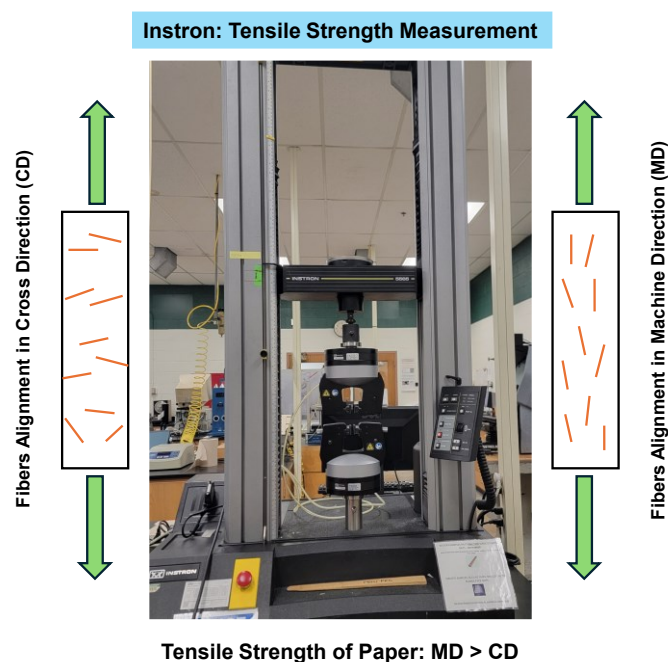 Instron: Tensile Strength Measurement
Fibers Alignment in Cross Direction (CD)
INSTRON
INSTRON
Fibers Alignment in Machine Direction (MD)
Tensile Strength of Paper: MD > CD